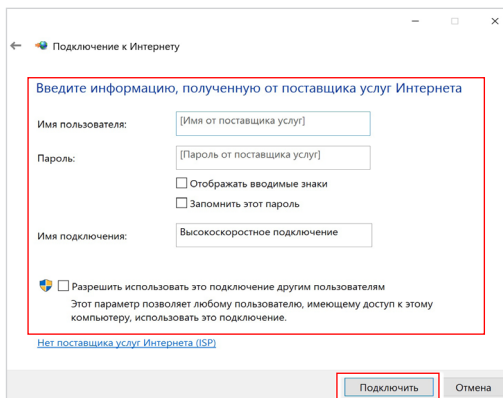 Подключение к Интернету
Введите информацию, полученную от поставщика услуг Интернета
Имя пользователя:
[Имя от поставщика услуг]
Пароль:
[Пароль от поставщика услуг]
Отображать вводимые знаки
Запомнить этот пароль
Имя подключения:
Высокоскоростное подключение
Разрешить использовать это подключение другим пользователям
Этот параметр позволяет любому пользователю, имеющему доступ к этому
компьютеру, использовать это подключение.
Нет поставщика услуг Интернета (ISP)
Подключить
Отмена